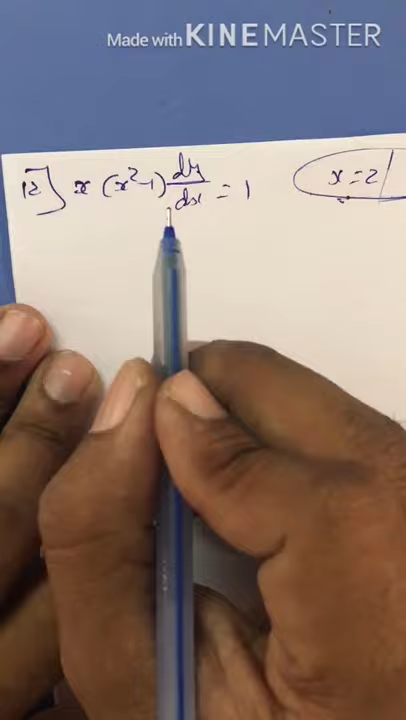 Made with KINEMASTER
12] x (x²-1) dy/dx = 1
x = 2